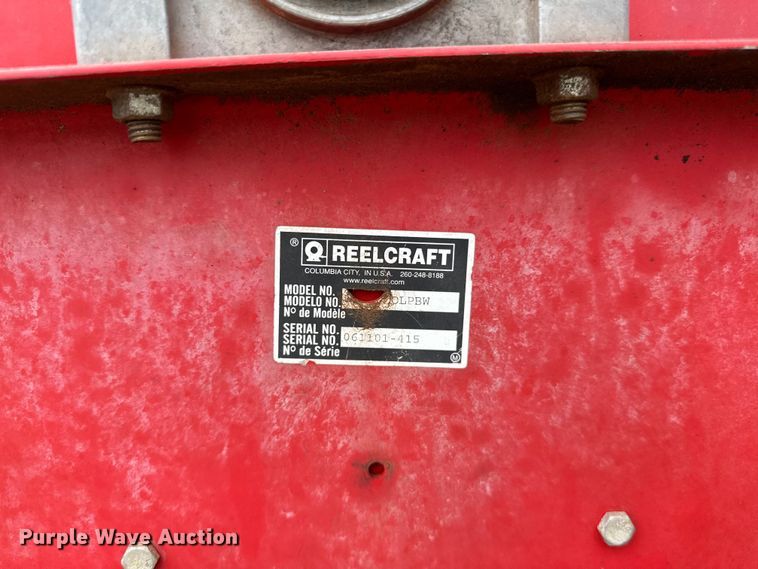 ® REELCRAFT
COLUMBIA CITY, IN U.S.A. 260-248-8188
www.reelcraft.com
MODEL NO.
MODELO NO. OLPBW
Nº de Modèle
SERIAL NO.
SERIAL NO. 061101-415
Nº de Série
M
Purple Wave Auction